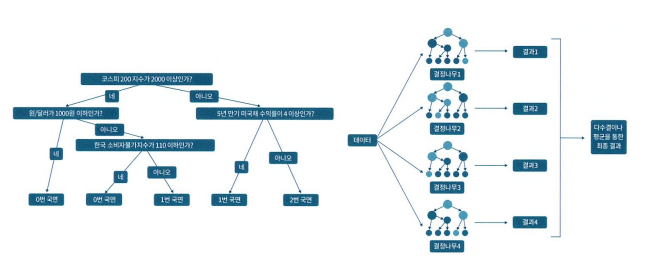 코스피 200 지수가 2000 이상인가?
네
아니오
원/달러가 1000원 이하인가?
5년 만기 미국채 수익률이 4 이상인가?
네
아니오
한국 소비자물가지수가 110 이하인가?
네
아니오
네
아니오
0번 국면
0번 국면
1번 국면
1번 국면
2번 국면
데이터
결정나무1
결과1
결정나무2
결과2
결정나무3
결과3
결정나무4
결과4
다수결이나
평균을 통한
최종 결과